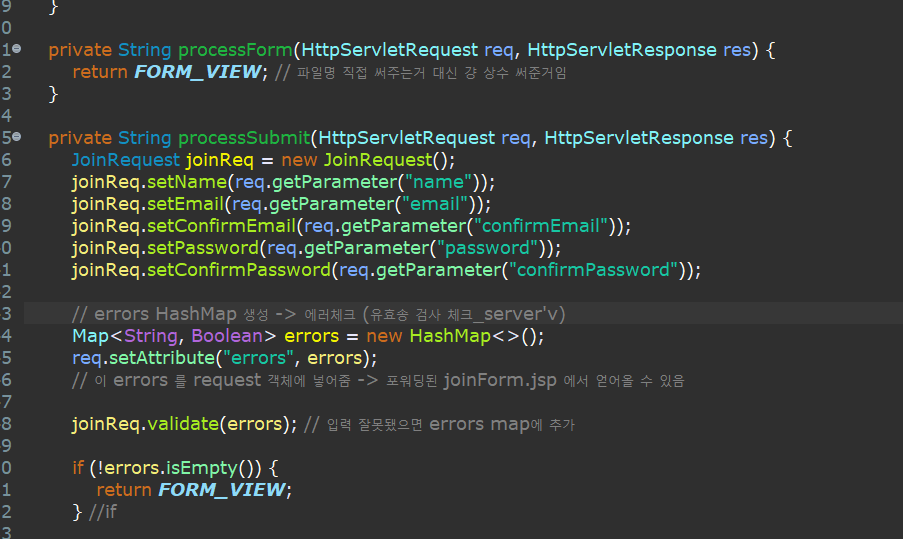 9 }
0
1 private String processForm(HttpServletRequest req, HttpServletResponse res) {
2 return FORM_VIEW; // 파일명 직접 써주는거 대신 걍 상수 써준거임
3 }
4
5 private String processSubmit(HttpServletRequest req, HttpServletResponse res) {
6 JoinRequest joinReq = new JoinRequest();
7 joinReq.setName(req.getParameter("name"));
8 joinReq.setEmail(req.getParameter("email"));
9 joinReq.setConfirmEmail(req.getParameter("confirmEmail"));
0 joinReq.setPassword(req.getParameter("password"));
1 joinReq.setConfirmPassword(req.getParameter("confirmPassword"));
2
3 // errors HashMap 생성 -> 에러체크 (유효송 검사 체크_server'v)
4 Map<String, Boolean> errors = new HashMap<>();
5 req.setAttribute("errors", errors);
6 // 이 errors 를 request 객체에 넣어줌 -> 포워딩된 joinForm.jsp 에서 얻어올 수 있음
7
8 joinReq.validate(errors); // 입력 잘못됐으면 errors map에 추가
9
0 if (!errors.isEmpty()) {
1 return FORM_VIEW;
2 } //if
3